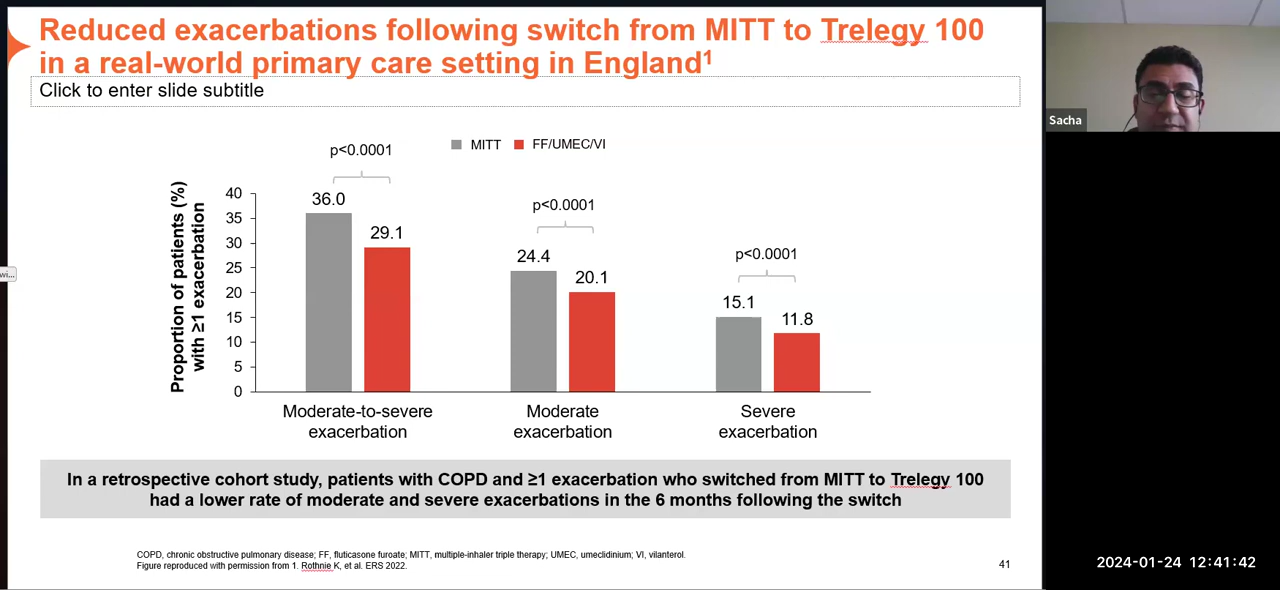 Reduced exacerbations following switch from MITT to Trelegy 100
in a real-world primary care setting in England¹
Click to enter slide subtitle
Sacha
MITT
FF/UMEC/VI
p<0.0001
p<0.0001
p<0.0001
Proportion of patients (%)
with ≥1 exacerbation
40
35
30
25
20
15
10
5
0
36.0
29.1
24.4
20.1
15.1
11.8
Moderate-to-severe
exacerbation
Moderate
exacerbation
Severe
exacerbation
wi...
In a retrospective cohort study, patients with COPD and ≥1 exacerbation who switched from MITT to Trelegy 100
had a lower rate of moderate and severe exacerbations in the 6 months following the switch
COPD, chronic obstructive pulmonary disease; FF, fluticasone furoate; MITT, multiple-inhaler triple therapy; UMEC, umeclidinium; VI, vilanterol.
Figure reproduced with permission from 1. Rothnie K, et al. ERS 2022.
41
2024-01-24 12:41:42